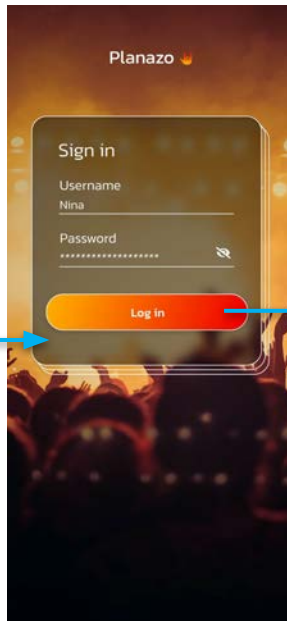 Planazo 🔥
Sign in
Username
Nina
Password
*******************
Log in